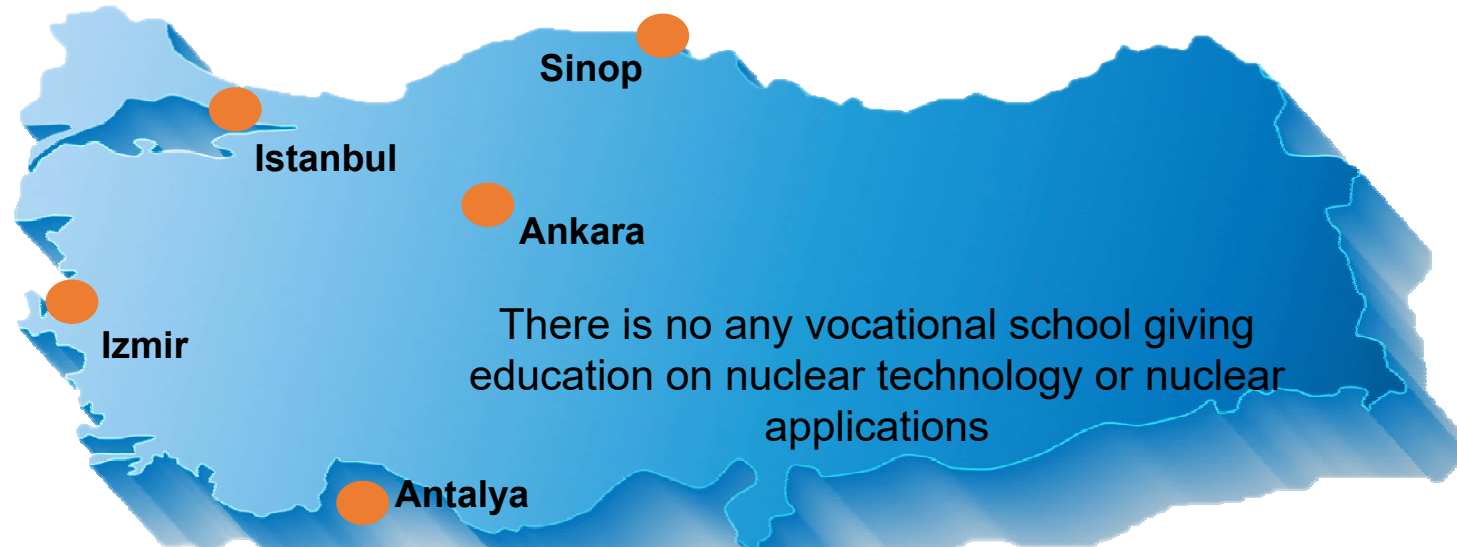 Sinop
Istanbul
Ankara
Izmir
There is no any vocational school giving
education on nuclear technology or nuclear
applications
Antalya